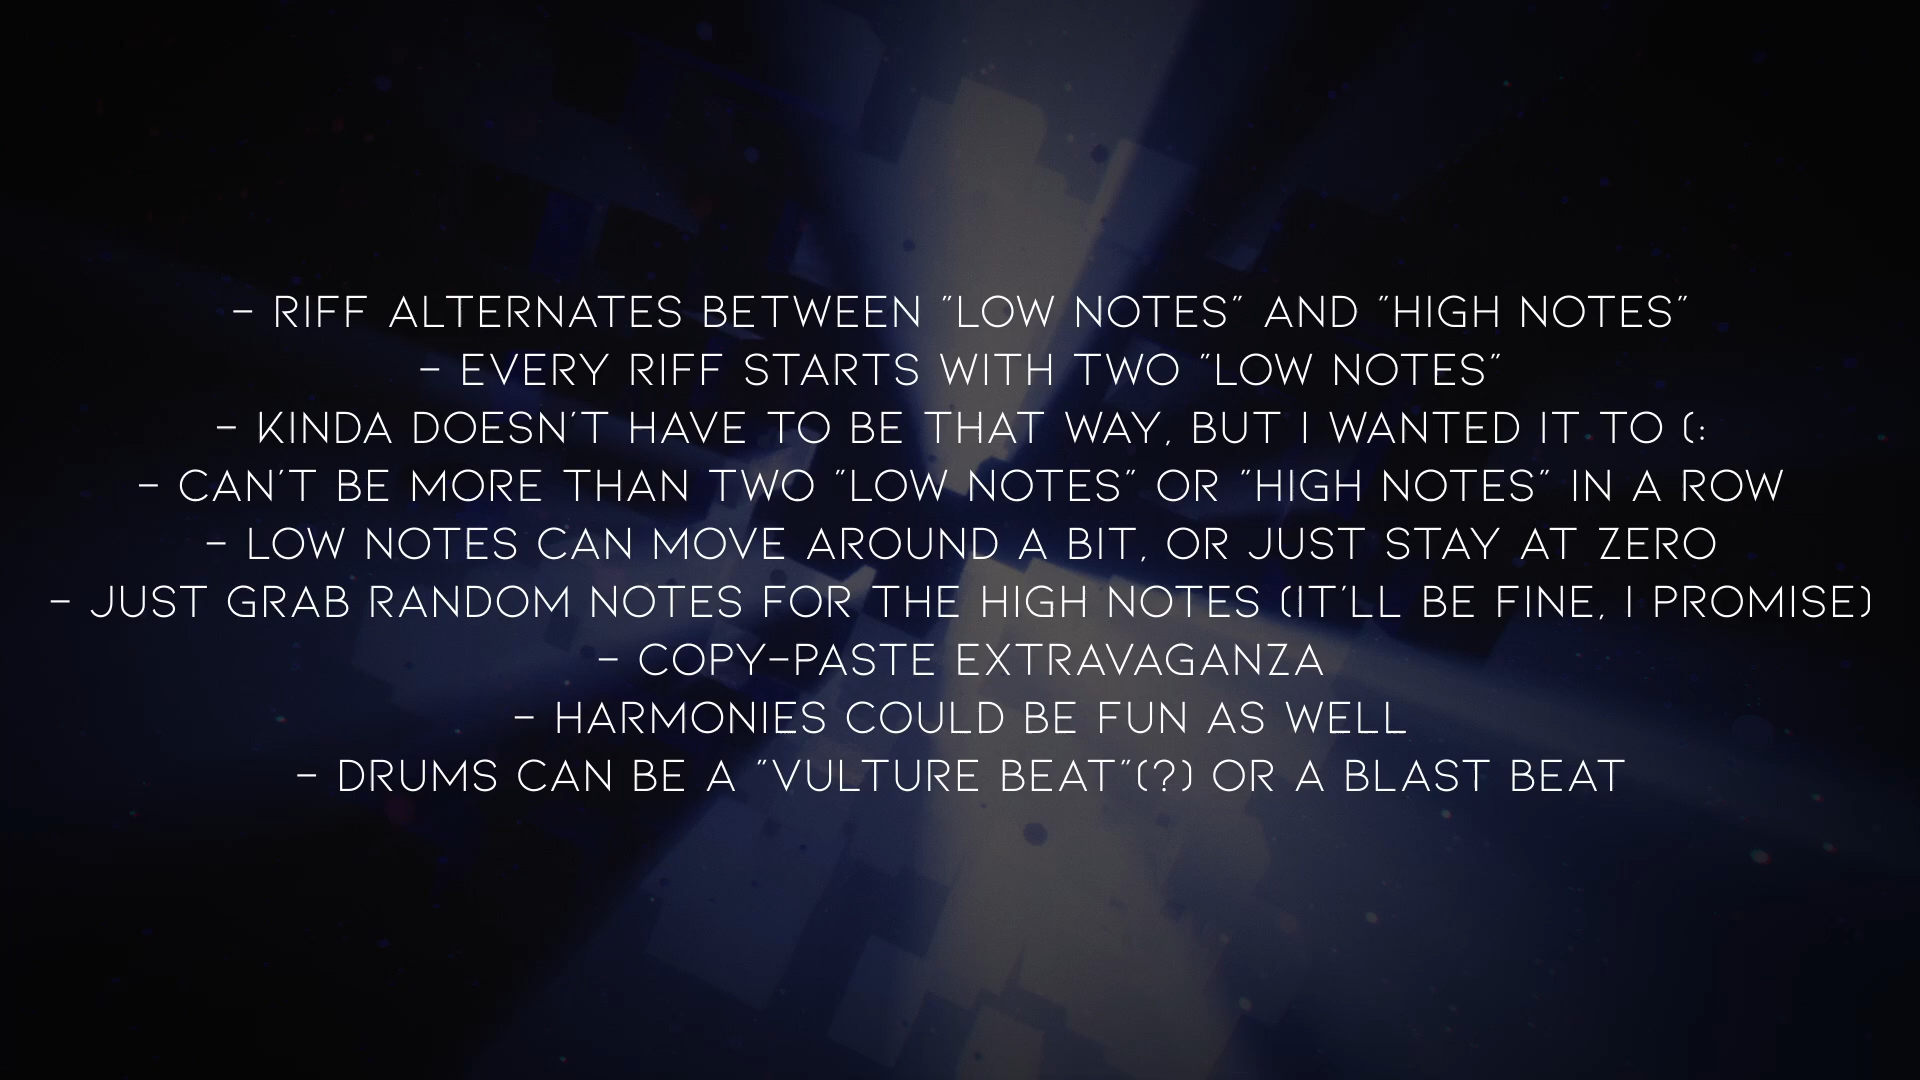 - RIFF ALTERNATES BETWEEN "LOW NOTES" AND "HIGH NOTES"
- EVERY RIFF STARTS WITH TWO "LOW NOTES"
- KINDA DOESN'T HAVE TO BE THAT WAY, BUT I WANTED IT TO (:
- CAN'T BE MORE THAN TWO "LOW NOTES" OR "HIGH NOTES" IN A ROW
- LOW NOTES CAN MOVE AROUND A BIT, OR JUST STAY AT ZERO
- JUST GRAB RANDOM NOTES FOR THE HIGH NOTES (IT'LL BE FINE, I PROMISE)
- COPY-PASTE EXTRAVAGANZA
- HARMONIES COULD BE FUN AS WELL
- DRUMS CAN BE A "VULTURE BEAT"(?) OR A BLAST BEAT